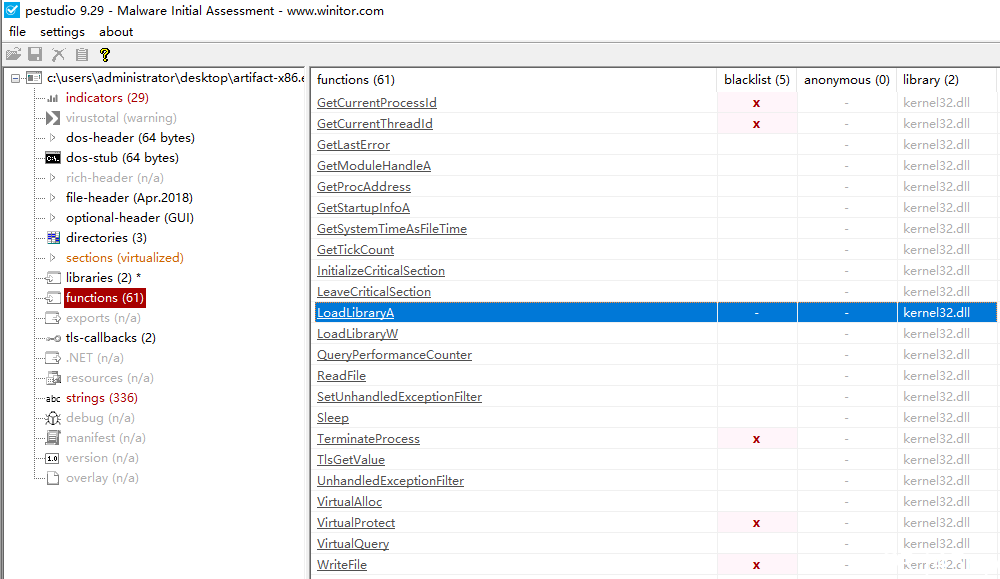 pestudio 9.29 - Malware Initial Assessment - www.winitor.com
file settings about
c:\users\administrator\desktop\artifact-x86.e
indicators (29)
virustotal (warning)
dos-header (64 bytes)
dos-stub (64 bytes)
rich-header (n/a)
file-header (Apr.2018)
optional-header (GUI)
directories (3)
sections (virtualized)
libraries (2) *
functions (61)
exports (n/a)
tls-callbacks (2)
.NET (n/a)
resources (n/a)
abc strings (336)
debug (n/a)
manifest (n/a)
1.0 version (n/a)
overlay (n/a)
functions (61) blacklist (5) anonymous (0) library (2)
GetCurrentProcessId x - kernel32.dll
GetCurrentThreadId x - kernel32.dll
GetLastError - kernel32.dll
GetModuleHandleA - kernel32.dll
GetProcAddress - kernel32.dll
GetStartupInfoA - kernel32.dll
GetSystemTimeAsFileTime - kernel32.dll
GetTickCount - kernel32.dll
InitializeCriticalSection - kernel32.dll
LeaveCriticalSection - kernel32.dll
LoadLibraryA - - kernel32.dll
LoadLibraryW - kernel32.dll
QueryPerformanceCounter - kernel32.dll
ReadFile - kernel32.dll
SetUnhandledExceptionFilter - kernel32.dll
Sleep - kernel32.dll
TerminateProcess x - kernel32.dll
TlsGetValue - kernel32.dll
UnhandledExceptionFilter - kernel32.dll
VirtualAlloc - kernel32.dll
VirtualProtect x - kernel32.dll
VirtualQuery - kernel32.dll
WriteFile x - kernel32.dll